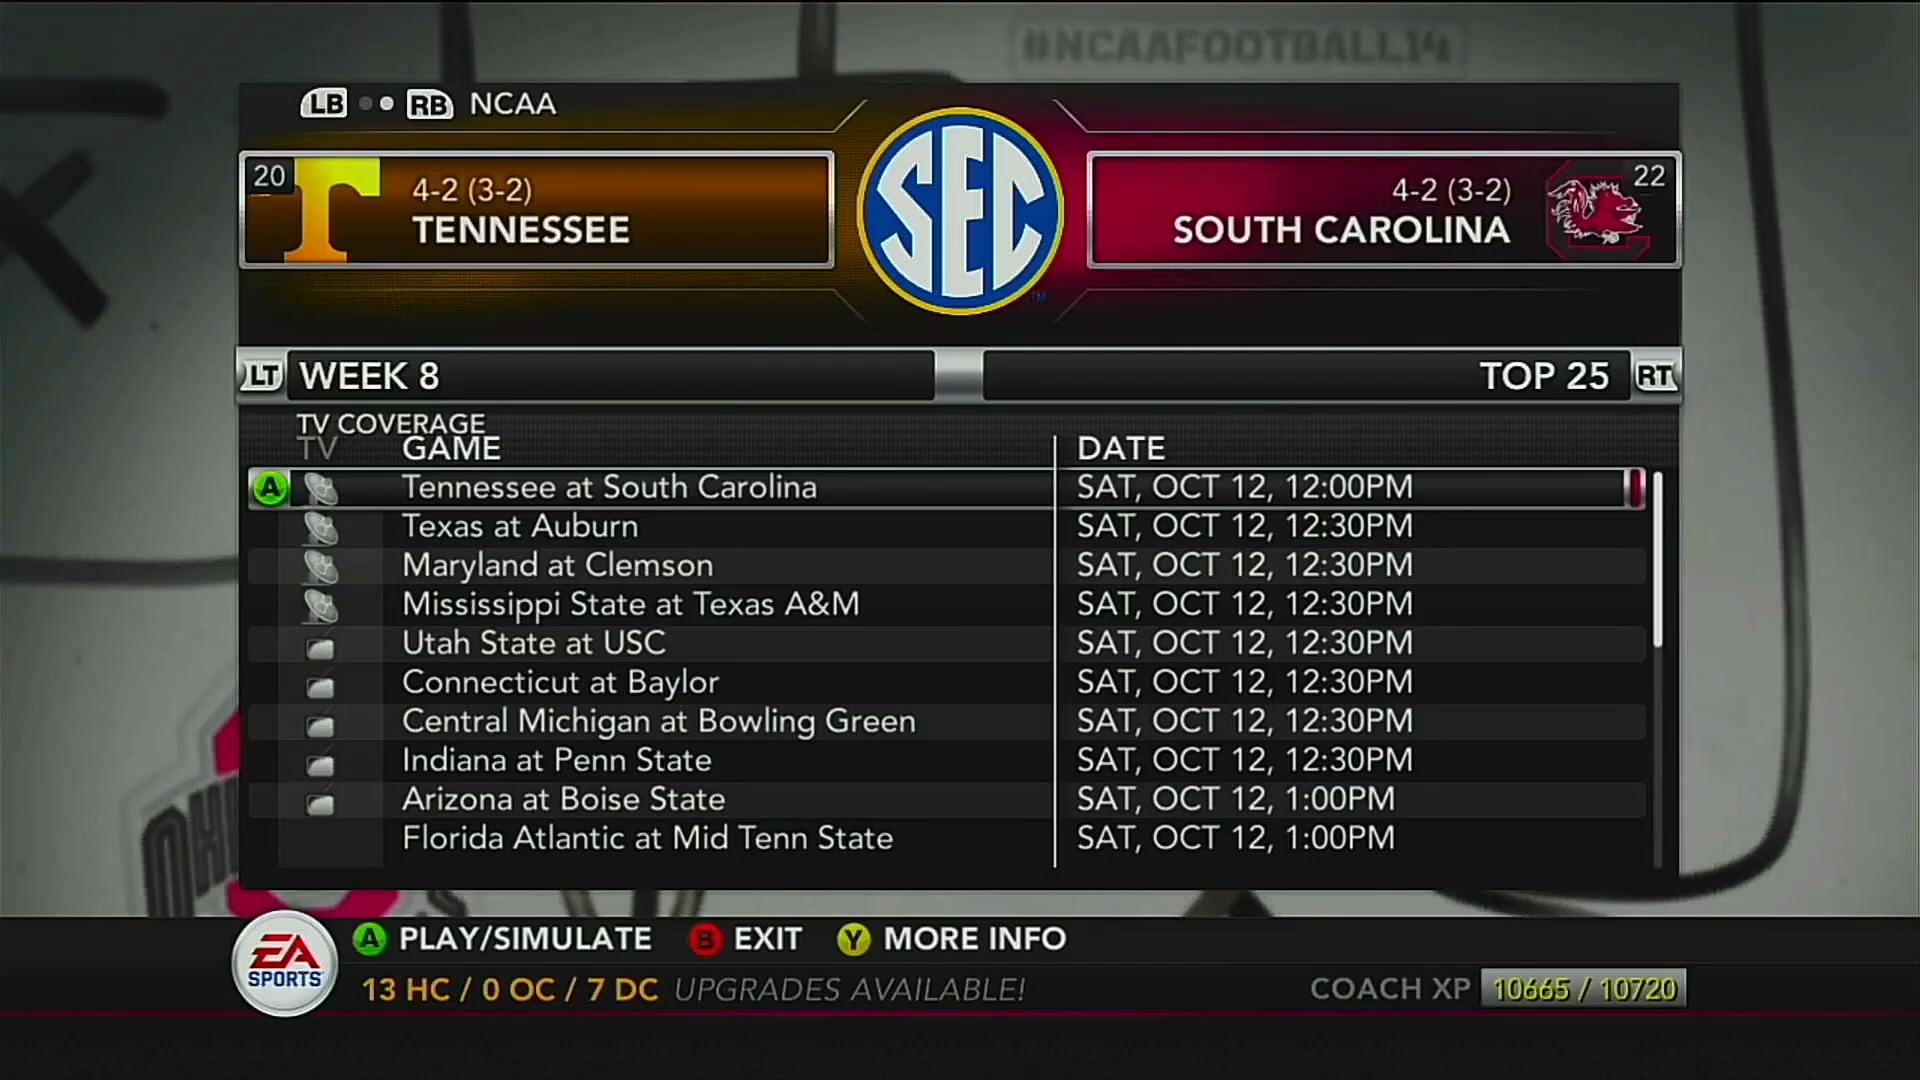 #NCAAFOOTBALL14
LB RB NCAA
20 4-2 (3-2)
TENNESSEE
SEC
TM
4-2 (3-2) 22
SOUTH CAROLINA
LT WEEK 8 TOP 25 RT
TV COVERAGE
TV GAME DATE
A Tennessee at South Carolina SAT, OCT 12, 12:00PM
Texas at Auburn SAT, OCT 12, 12:30PM
Maryland at Clemson SAT, OCT 12, 12:30PM
Mississippi State at Texas A&M SAT, OCT 12, 12:30PM
Utah State at USC SAT, OCT 12, 12:30PM
Connecticut at Baylor SAT, OCT 12, 12:30PM
Central Michigan at Bowling Green SAT, OCT 12, 12:30PM
Indiana at Penn State SAT, OCT 12, 12:30PM
Arizona at Boise State SAT, OCT 12, 1:00PM
Florida Atlantic at Mid Tenn State SAT, OCT 12, 1:00PM
A PLAY/SIMULATE B EXIT Y MORE INFO
EA SPORTS
13 HC / 0 OC / 7 DC UPGRADES AVAILABLE! COACH XP 10665 / 10720